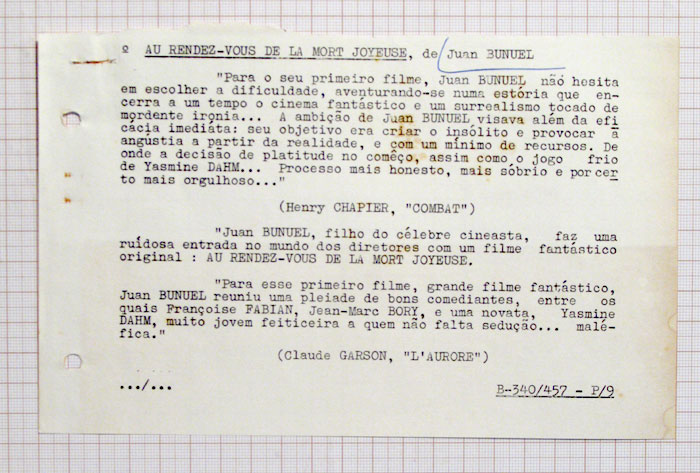 º AU RENDEZ-VOUS DE LA MORT JOYEUSE, de Juan BUNUEL
"Para o seu primeiro filme, Juan BUNUEL não hesita
em escolher a dificuldade, aventurando-se numa estória que en-
cerra a um tempo o cinema fantástico e um surrealismo tocado de
mordente ironia... A ambição de Juan BUNUEL visava além da efi
cácia imediata: seu objetivo era criar o insólito e provocar a
angústia a partir da realidade, e com um mínimo de recursos. De
onde a decisão de platitude no comêço, assim como o jogo frio
de Yasmine DAHM... Processo mais honesto, mais sóbrio e por cer
to mais orgulhoso..."
(Henry CHAPIER, "COMBAT")
"Juan BUNUEL, filho do célebre cineasta, faz uma
ruídosa entrada no mundo dos diretores com um filme fantástico
original : AU RENDEZ-VOUS DE LA MORT JOYEUSE.
"Para esse primeiro filme, grande filme fantástico,
Juan BUNUEL reuniu uma pleiade de bons comediantes, entre os
quais Françoise FABIAN, Jean-Marc BORY, e uma novata, Yasmine
DAHM, muito jovem feiticeira a quem não falta sedução... malé-
fica."
(Claude GARSON, "L'AURORE")
.../... B-340/457 - P/9